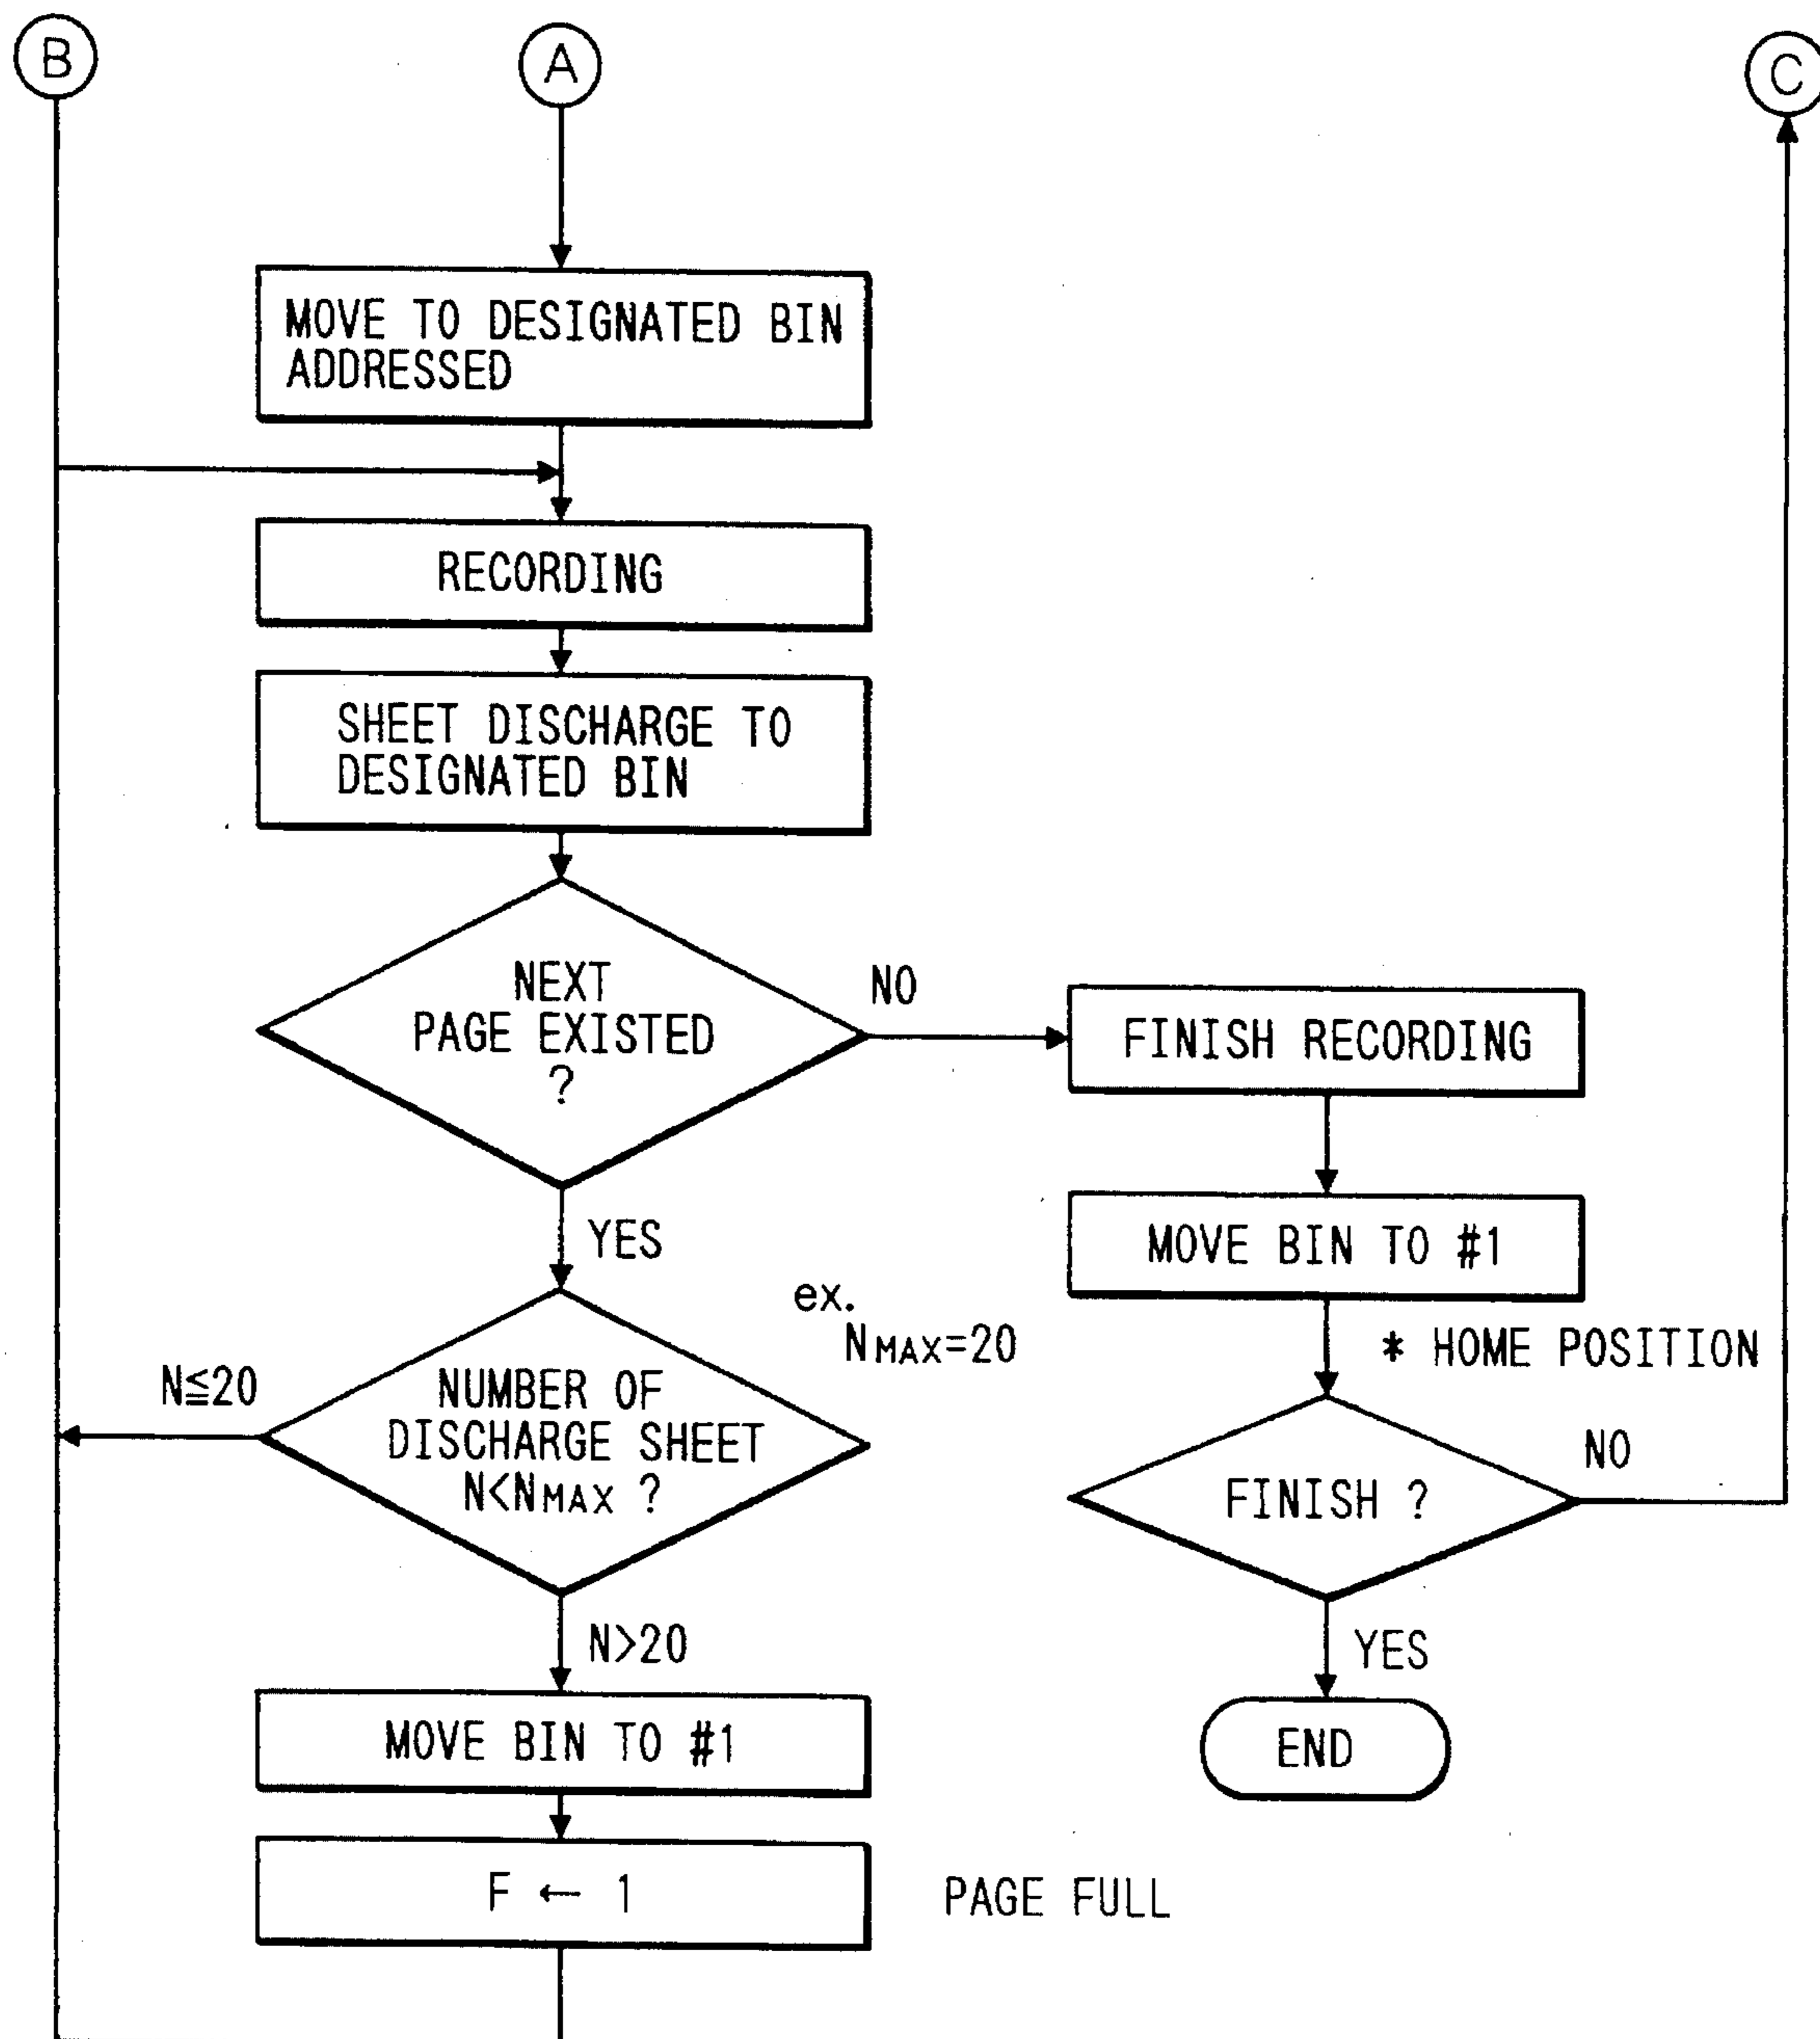 B
A
C
MOVE TO DESIGNATED BIN
ADDRESSED
RECORDING
SHEET DISCHARGE TO
DESIGNATED BIN
NEXT
PAGE EXISTED
?
NO
FINISH RECORDING
YES
MOVE BIN TO #1
ex.
NMAX=20
* HOME POSITION
N≦20
NUMBER OF
DISCHARGE SHEET
N<NMAX ?
FINISH ?
NO
N>20
YES
MOVE BIN TO #1
END
F ← 1
PAGE FULL